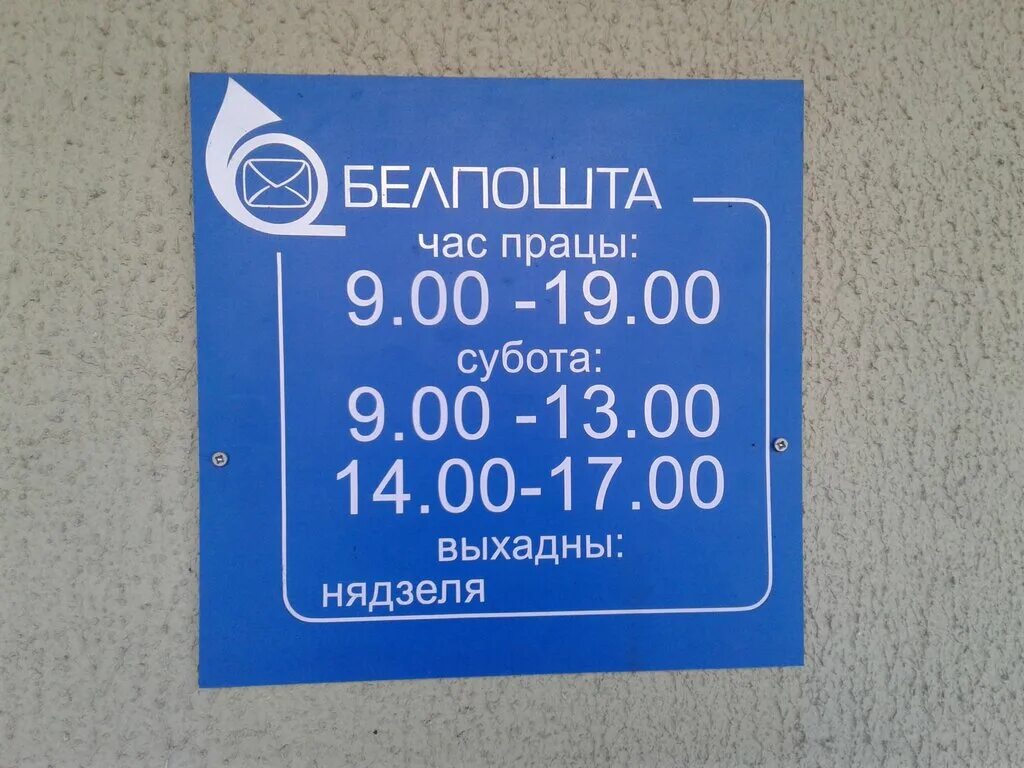 БЕЛПОШТА
час працы:
9.00 -19.00
субота:
9.00 -13.00
14.00-17.00
выхадны:
нядзеля